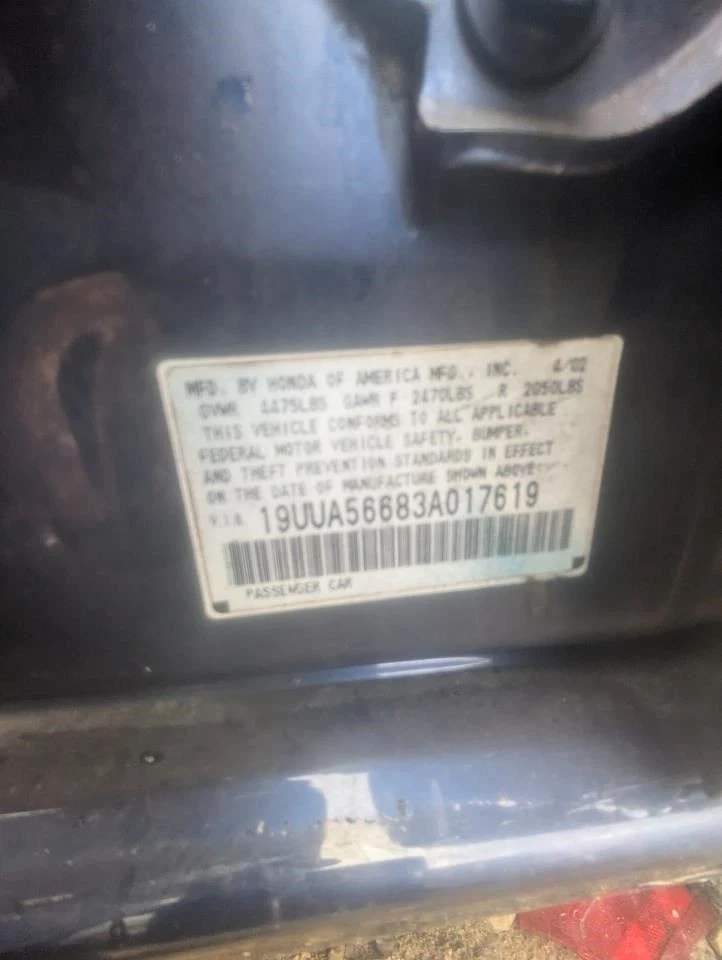 MFD. BY HONDA OF AMERICA MFG., INC. 4/02
GVWR 4475LBS GAWR F 2470LBS R 2050LBS
THIS VEHICLE CONFORMS TO ALL APPLICABLE
FEDERAL MOTOR VEHICLE SAFETY, BUMPER,
AND THEFT PREVENTION STANDARDS IN EFFECT
ON THE DATE OF MANUFACTURE SHOWN ABOVE
V.I.N. 19UUA56683A017619
PASSENGER CAR